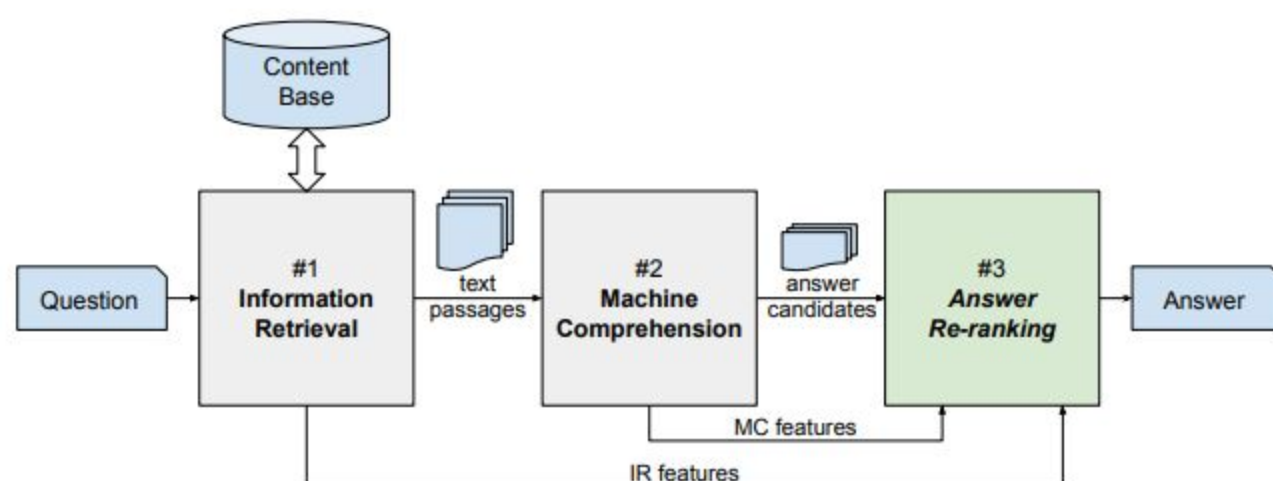 Content
Base
Question
#1
Information
Retrieval
text
passages
#2
Machine
Comprehension
answer
candidates
#3
Answer
Re-ranking
Answer
MC features
IR features